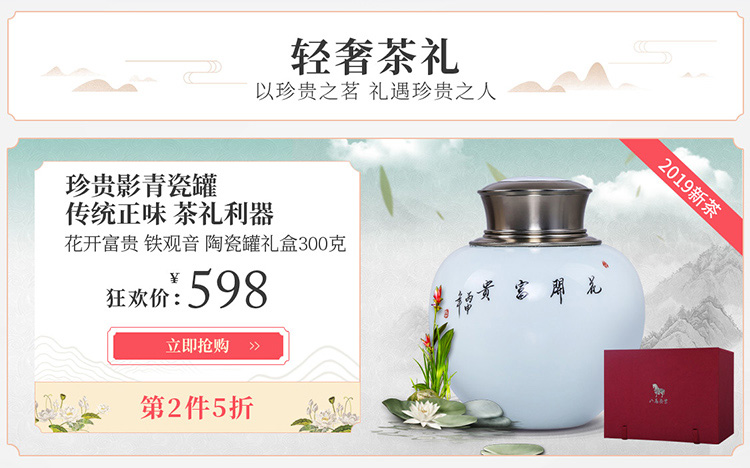 轻奢茶礼
以珍贵之茗 礼遇珍贵之人
珍贵影青瓷罐
传统正味 茶礼利器
花开富贵 铁观音 陶瓷罐礼盒300克
狂欢价：¥598
立即抢购 >>
第2件5折
2019新茶
花開富貴
丙申年